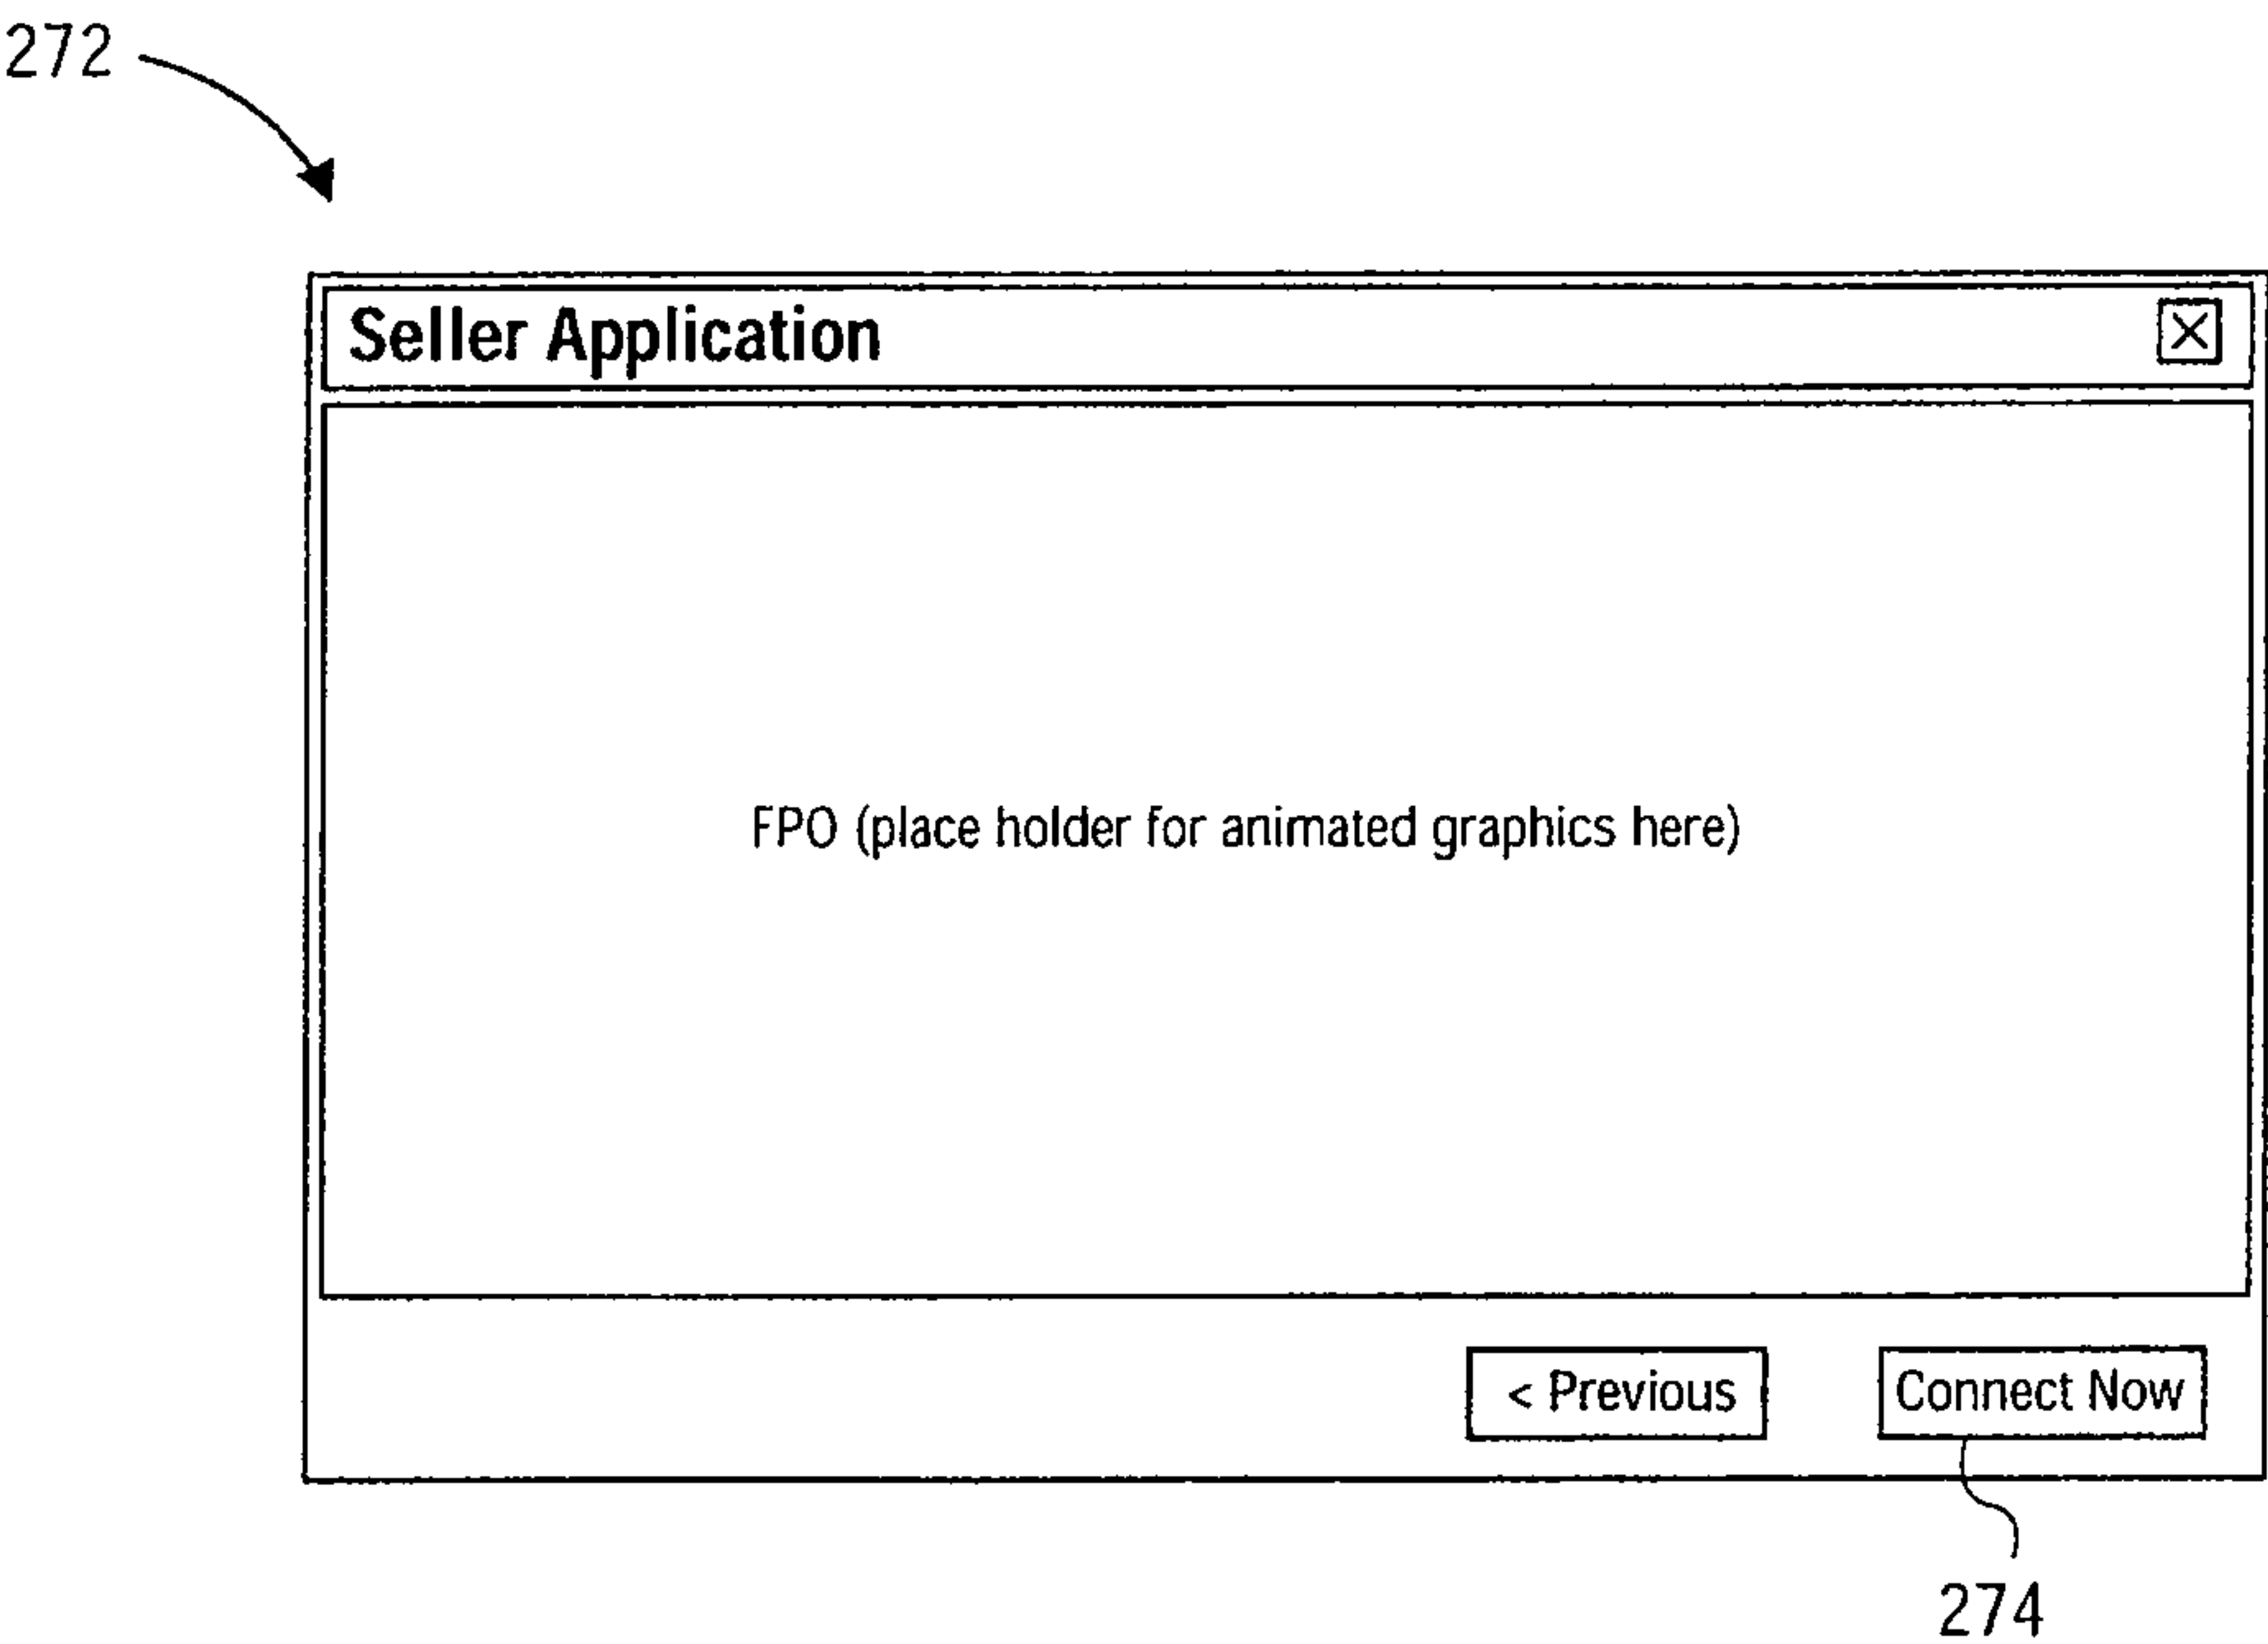 272
Seller Application
FPO (place holder for animated graphics here)
< Previous
Connect Now
274